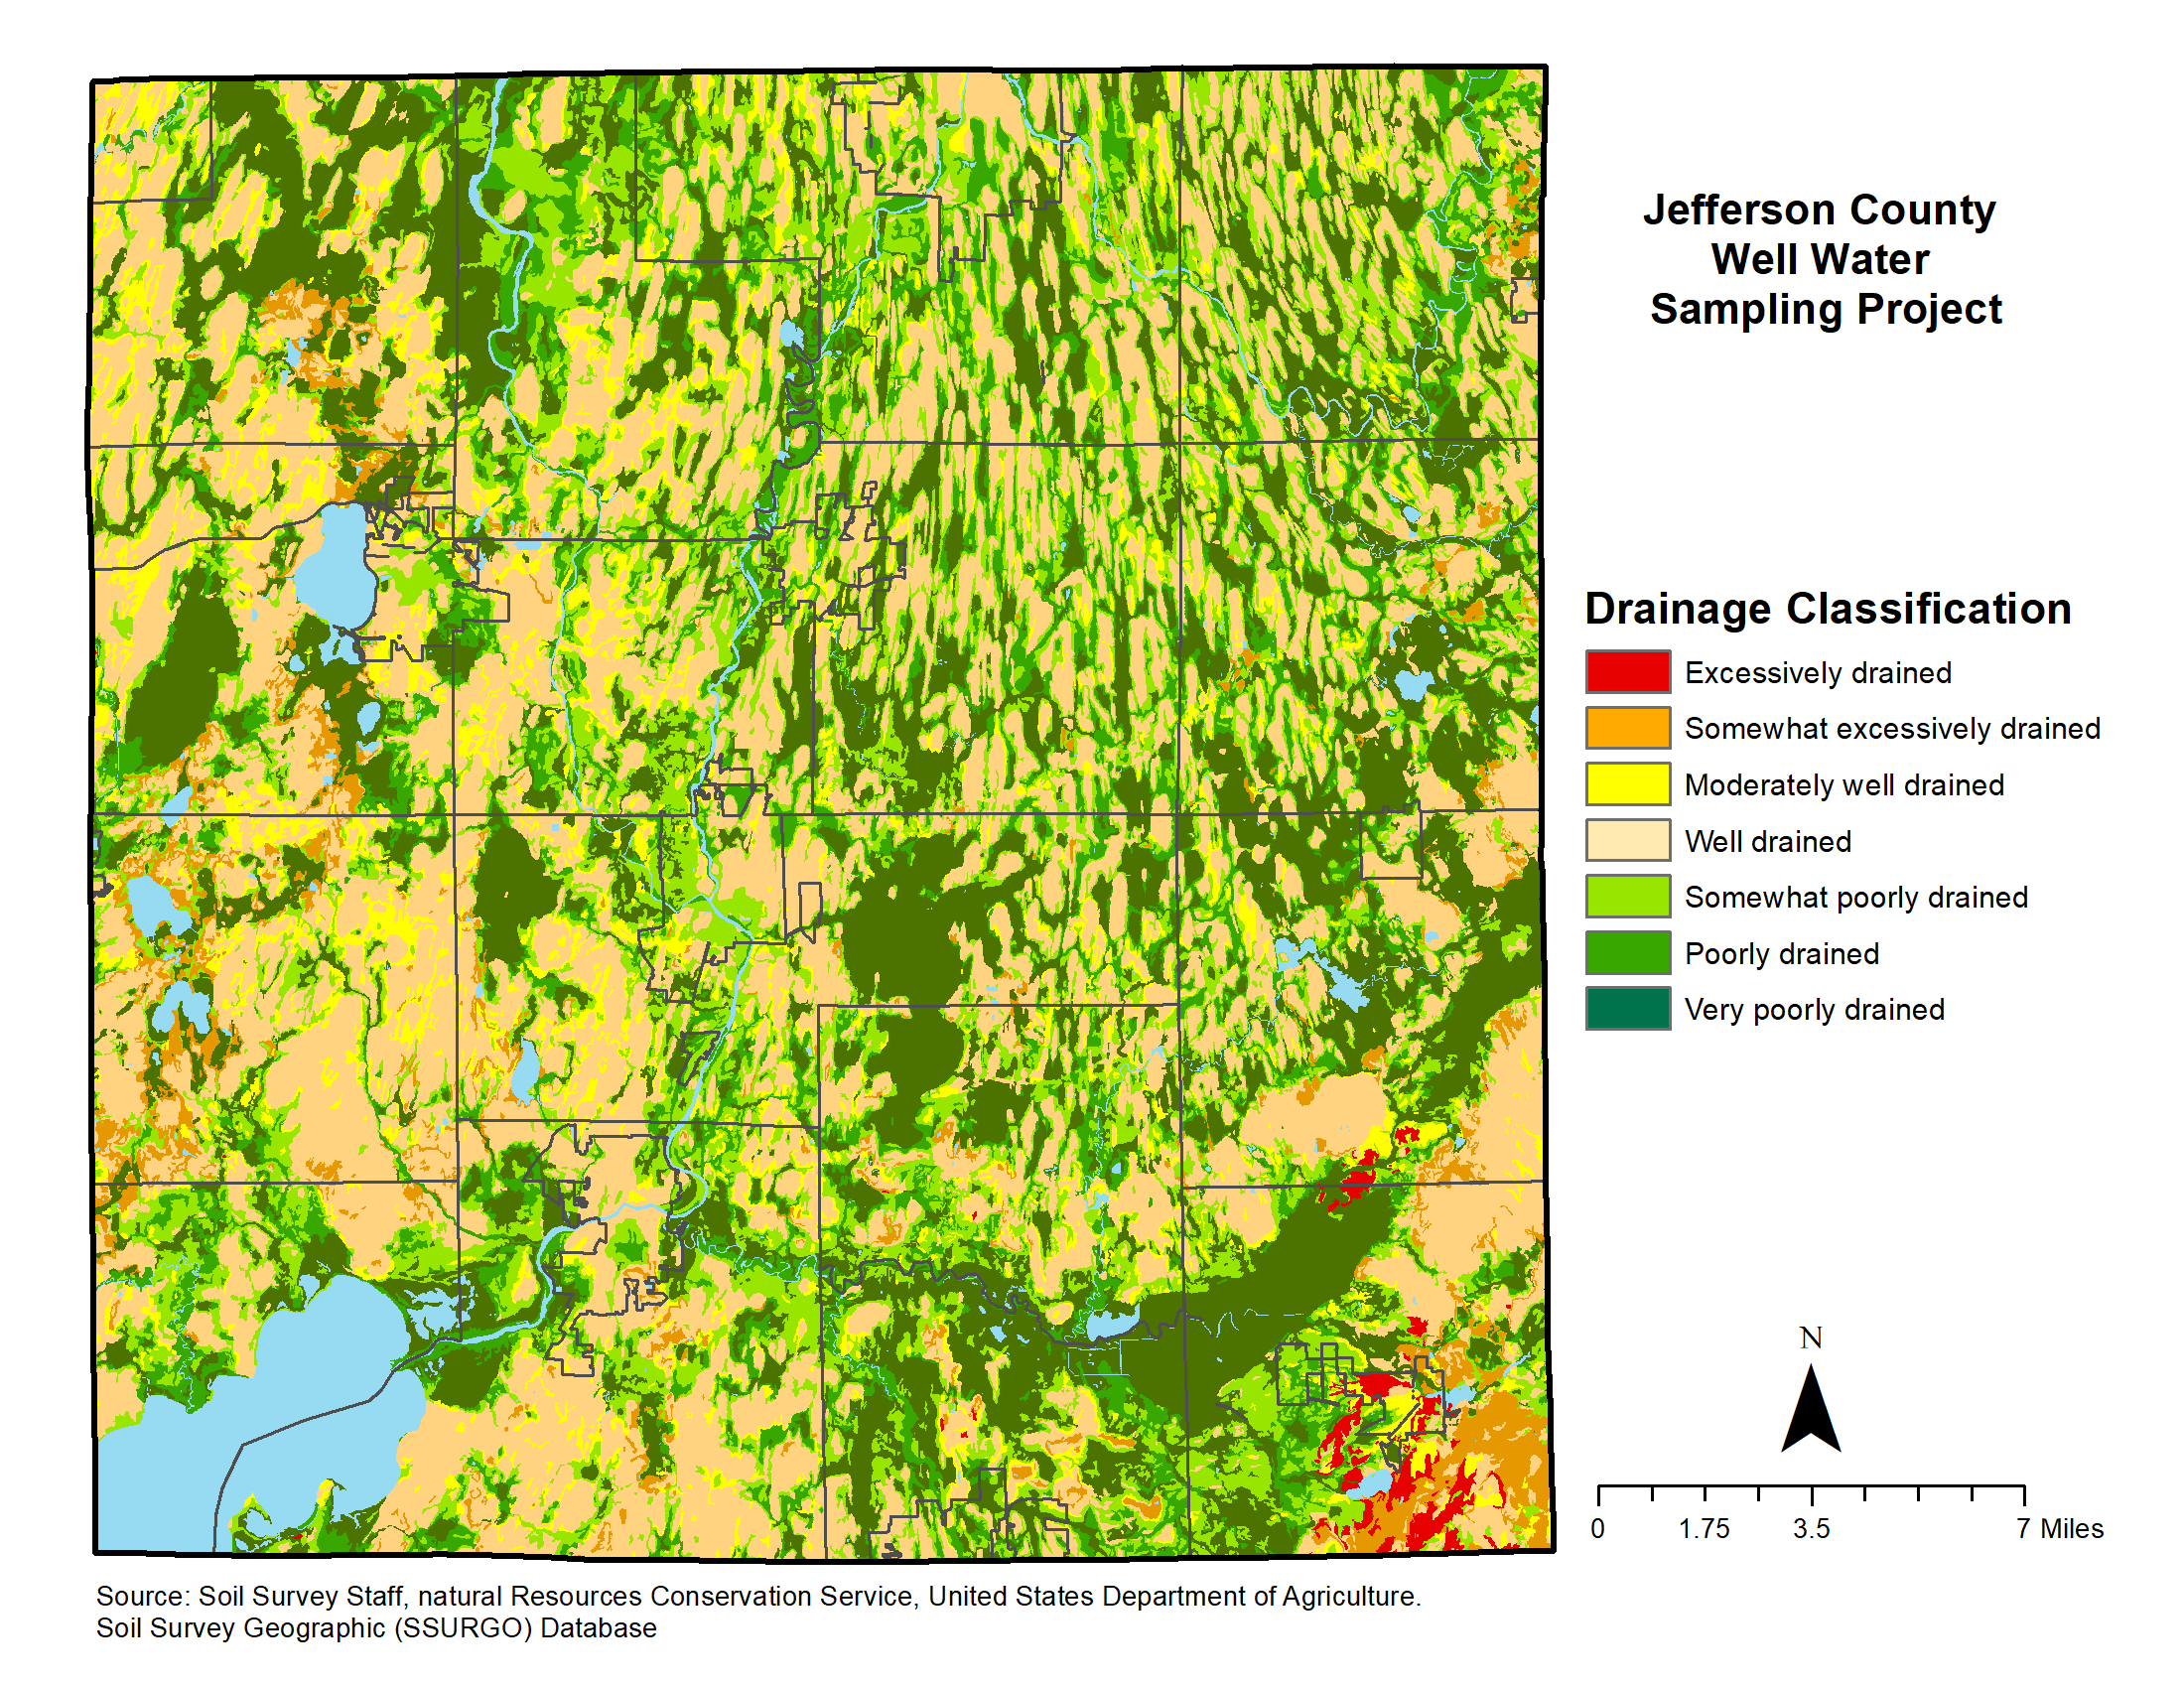 Jefferson County
Well Water
Sampling Project
Drainage Classification
Excessively drained
Somewhat excessively drained
Moderately well drained
Well drained
Somewhat poorly drained
Poorly drained
Very poorly drained
N
0 1.75 3.5 7 Miles
Source: Soil Survey Staff, natural Resources Conservation Service, United States Department of Agriculture.
Soil Survey Geographic (SSURGO) Database